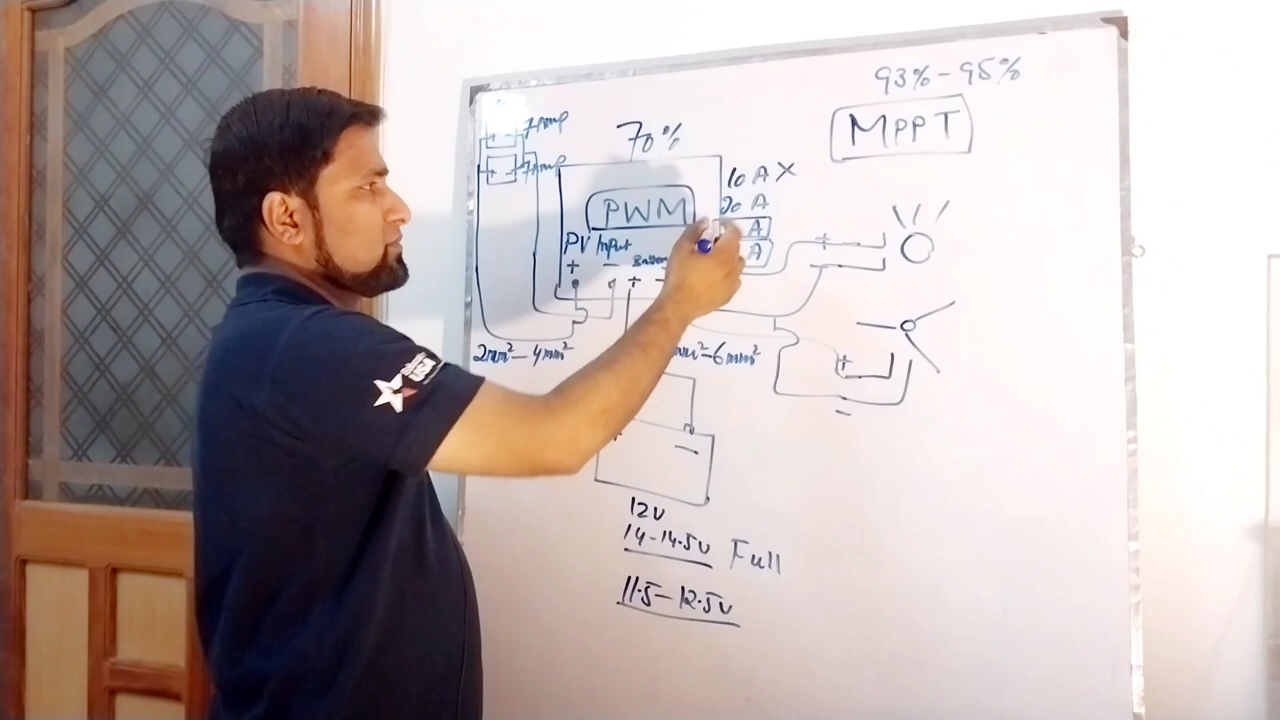 93% - 95%
MPPT
7Amp
7Amp
70%
10 A X
20 A
A
A
PWM
PV Input
+ -
+
2mm² - 4mm²
mm² - 6mm²
+
-
12V
14-14.5V Full
11.5 - 12.5V